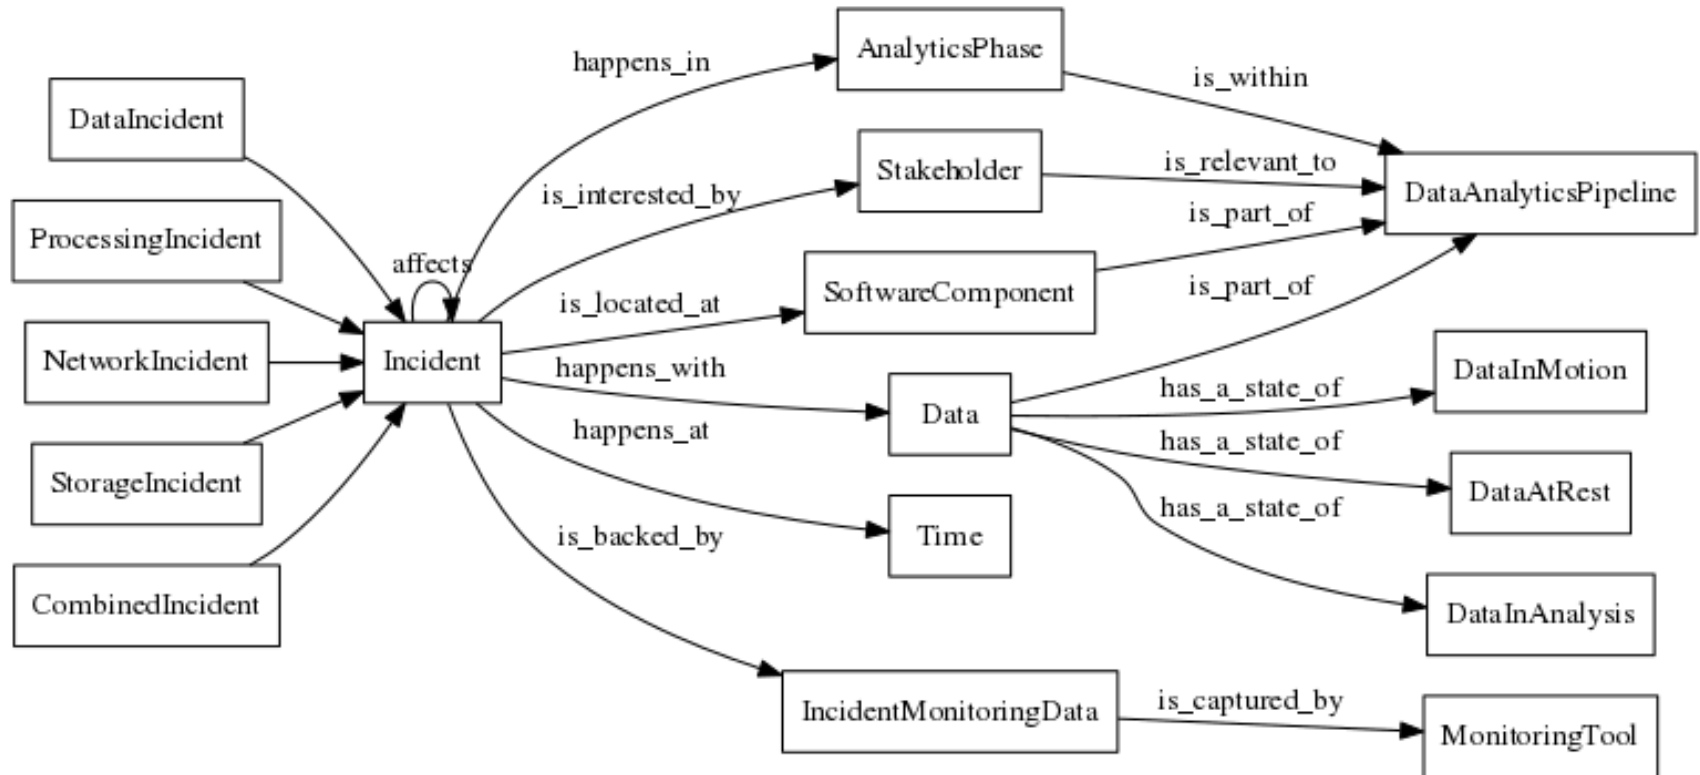 AnalyticsPhase
happens_in
is_within
DataIncident
Stakeholder
is_relevant_to
DataAnalyticsPipeline
is_interested_by
is_part_of
ProcessingIncident
affects
SoftwareComponent
is_part_of
is_located_at
NetworkIncident
Incident
happens_with
DataInMotion
has_a_state_of
Data
happens_at
has_a_state_of
StorageIncident
DataAtRest
has_a_state_of
Time
is_backed_by
CombinedIncident
DataInAnalysis
is_captured_by
IncidentMonitoringData
MonitoringTool